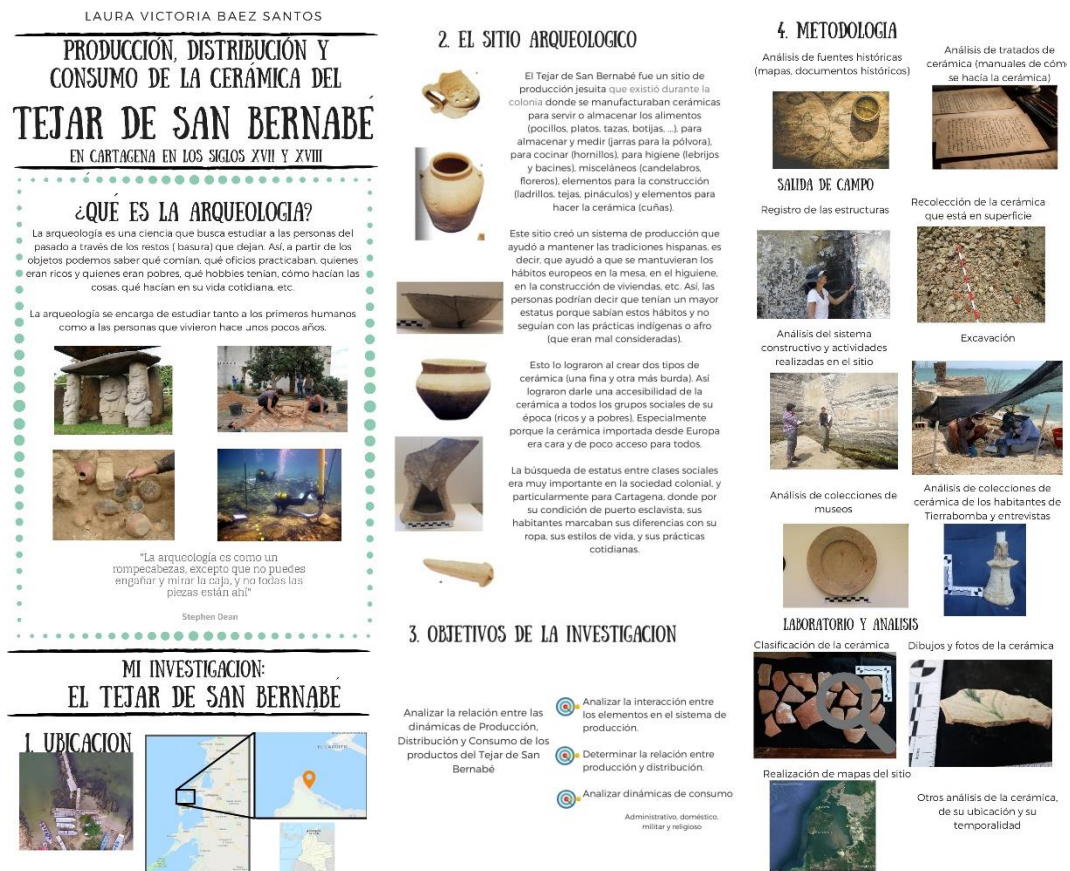 LAURA VICTORIA BAEZ SANTOS
PRODUCCIÓN, DISTRIBUCIÓN Y
CONSUMO DE LA CERÁMICA DEL
TEJAR DE SAN BERNABÉ
EN CARTAGENA EN LOS SIGLOS XVII Y XVIII
¿QUÉ ES LA ARQUEOLOGIA?
La arqueología es una ciencia que busca estudiar a las personas del
pasado a través de los restos ( basura) que dejan. Así, a partir de los
objetos podemos saber qué comían, qué oficios practicaban, quienes
eran ricos y quienes eran pobres, qué hobbies tenían, cómo hacían las
cosas, qué hacían en su vida cotidiana, etc.
La arqueología se encarga de estudiar tanto a los primeros humanos
como a las personas que vivieron hace unos pocos años.
"La arqueología es como un
rompecabezas, excepto que no puedes
engañar y mirar la caja, y no todas las
piezas están ahí"
Stephen Dean
MI INVESTIGACION:
EL TEJAR DE SAN BERNABÉ
1. UBICACION
2. EL SITIO ARQUEOLOGICO
El Tejar de San Bernabé fue un sitio de
producción jesuita que existió durante la
colonia donde se manufacturaban cerámicas
para servir o almacenar los alimentos
(pocillos, platos, tazas, botijas, ...), para
almacenar y medir (jarras para la pólvora),
para cocinar (hornillos), para higiene (lebrijos
y bacines), misceláneos (candelabros,
floreros), elementos para la construcción
(ladrillos, tejas, pináculos) y elementos para
hacer la cerámica (cuñas).
Este sitio creó un sistema de producción que
ayudó a mantener las tradiciones hispanas, es
decir, que ayudó a que se mantuvieran los
hábitos europeos en la mesa, en el higuiene,
en la construcción de viviendas, etc. Así, las
personas podrían decir que tenían un mayor
estatus porque sabían estos hábitos y no
seguían con las prácticas indígenas o afro
(que eran mal consideradas).
Esto lo lograron al crear dos tipos de
cerámica (una fina y otra más burda). Así
lograron darle una accesibilidad de la
cerámica a todos los grupos sociales de su
época (ricos y a pobres), Especialmente
porque la cerámica importada desde Europa
era cara y de poco acceso para todos.
La búsqueda de estatus entre clases sociales
era muy importante en la sociedad colonial, y
particularmente para Cartagena, donde por
su condición de puerto esclavista, sus
habitantes marcaban sus diferencias con su
ropa, sus estilos de vida, y sus prácticas
cotidianas.
3. OBJETIVOS DE LA INVESTIGACION
Analizar la relación entre las
dinámicas de Producción,
Distribución y Consumo de los
productos del Tejar de San
Bernabé
Analizar la interacción entre
los elementos en el sistema de
producción.
Determinar la relación entre
producción y distribución.
Analizar dinámicas de consumo
Administrativo, doméstico,
militar y religioso
4. METODOLOGIA
Análisis de fuentes históricas
(mapas, documentos históricos)
Análisis de tratados de
cerámica (manuales de cómo
se hacía la cerámica)
SALIDA DE CAMPO
Registro de las estructuras
Recolección de la cerámica
que está en superficie
Análisis del sistema
constructivo y actividades
realizadas en el sitio
Excavación
Análisis de colecciones de
museos
Análisis de colecciones de
cerámica de los habitantes de
Tierrabomba y entrevistas
LABORATORIO Y ANALISIS
Clasificación de la cerámica
Dibujos y fotos de la cerámica
Realización de mapas del sitio
Otros análisis de la cerámica,
de su ubicación y su
temporalidad